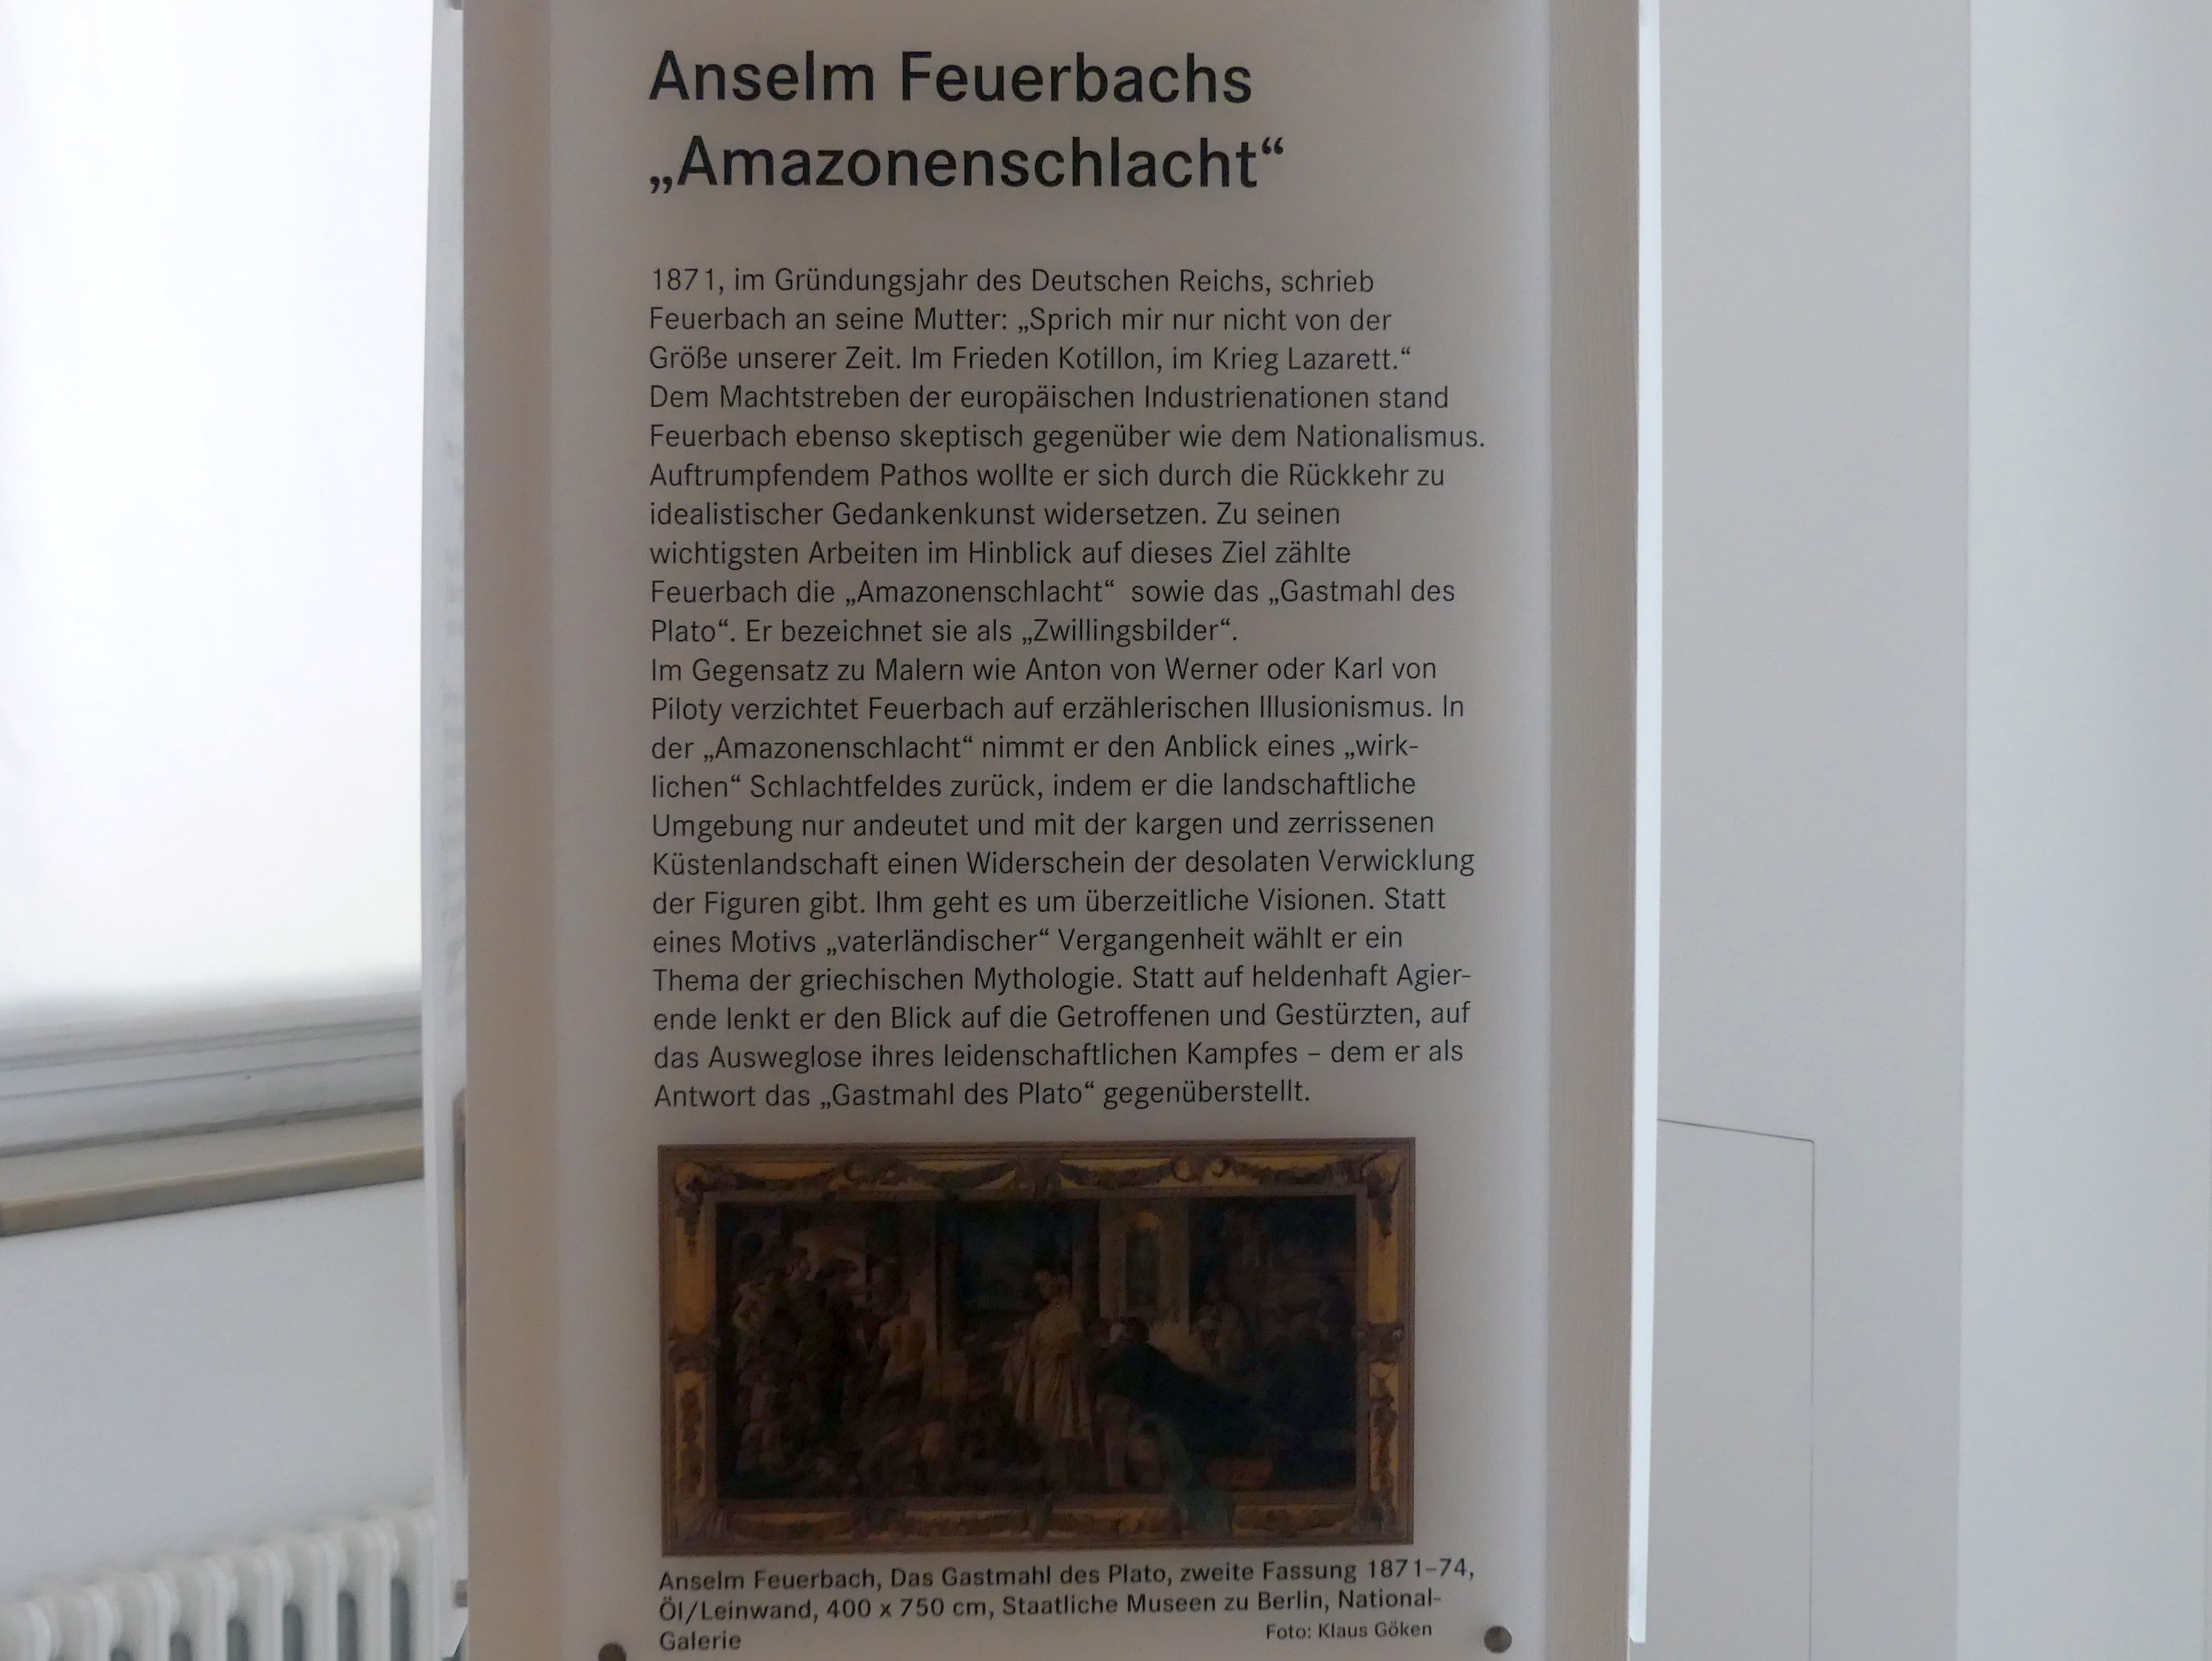 Anselm Feuerbachs
„Amazonenschlacht“
1871, im Gründungsjahr des Deutschen Reichs, schrieb
Feuerbach an seine Mutter: „Sprich mir nur nicht von der
Größe unserer Zeit. Im Frieden Kotillon, im Krieg Lazarett.“
Dem Machtstreben der europäischen Industrienationen stand
Feuerbach ebenso skeptisch gegenüber wie dem Nationalismus.
Auftrumpfendem Pathos wollte er sich durch die Rückkehr zu
idealistischer Gedankenkunst widersetzen. Zu seinen
wichtigsten Arbeiten im Hinblick auf dieses Ziel zählte
Feuerbach die „Amazonenschlacht“ sowie das „Gastmahl des
Plato“. Er bezeichnet sie als „Zwillingsbilder“.
Im Gegensatz zu Malern wie Anton von Werner oder Karl von
Piloty verzichtet Feuerbach auf erzählerischen Illusionismus. In
der „Amazonenschlacht“ nimmt er den Anblick eines „wirk-
lichen“ Schlachtfeldes zurück, indem er die landschaftliche
Umgebung nur andeutet und mit der kargen und zerrissenen
Küstenlandschaft einen Widerschein der desolaten Verwicklung
der Figuren gibt. Ihm geht es um überzeitliche Visionen. Statt
eines Motivs „vaterländischer“ Vergangenheit wählt er ein
Thema der griechischen Mythologie. Statt auf heldenhaft Agier-
ende lenkt er den Blick auf die Getroffenen und Gestürzten, auf
das Ausweglose ihres leidenschaftlichen Kampfes – dem er als
Antwort das „Gastmahl des Plato“ gegenüberstellt.
Anselm Feuerbach, Das Gastmahl des Plato, zweite Fassung 1871–74,
Öl/Leinwand, 400 x 750 cm, Staatliche Museen zu Berlin, National-
Galerie
Foto: Klaus Göken